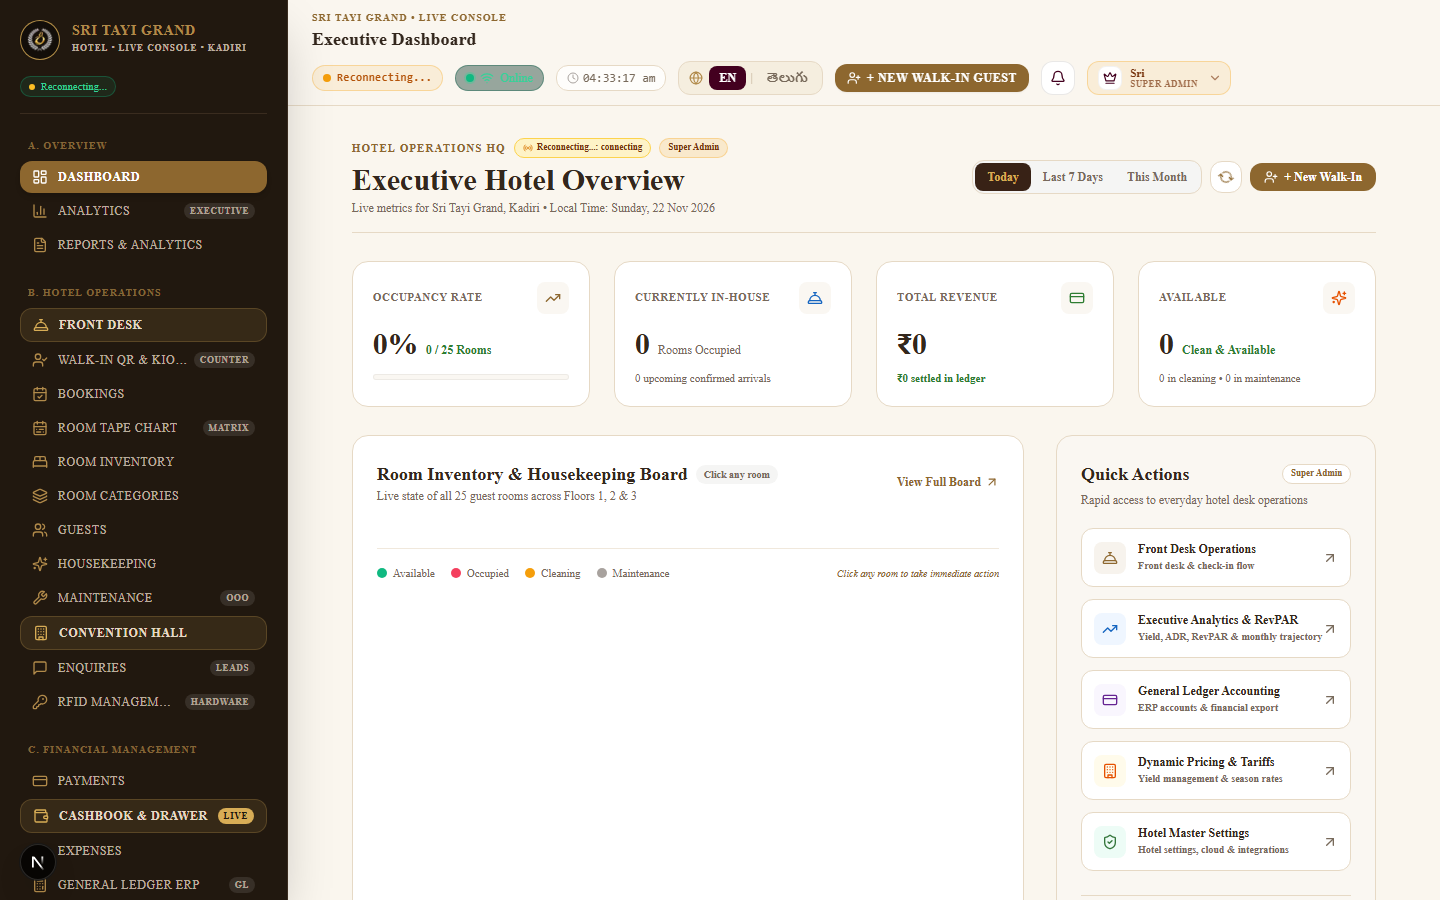 SRI TAYI GRAND
HOTEL • LIVE CONSOLE • KADIRI
Reconnecting...
A. OVERVIEW
DASHBOARD
ANALYTICS EXECUTIVE
REPORTS & ANALYTICS
B. HOTEL OPERATIONS
FRONT DESK
WALK-IN QR & KIO... COUNTER
BOOKINGS
ROOM TAPE CHART MATRIX
ROOM INVENTORY
ROOM CATEGORIES
GUESTS
HOUSEKEEPING
MAINTENANCE OOO
CONVENTION HALL
ENQUIRIES LEADS
RFID MANAGEM... HARDWARE
C. FINANCIAL MANAGEMENT
PAYMENTS
CASHBOOK & DRAWER LIVE
EXPENSES
N
GENERAL LEDGER ERP GL
SRI TAYI GRAND • LIVE CONSOLE
Executive Dashboard
Reconnecting... 04:33:17 am EN | తెలుగు + NEW WALK-IN GUEST Sri
SUPER ADMIN
HOTEL OPERATIONS HQ Reconnecting...: connecting Super Admin
Executive Hotel Overview
Live metrics for Sri Tayi Grand, Kadiri • Local Time: Sunday, 22 Nov 2026
Today Last 7 Days This Month + New Walk-In
OCCUPANCY RATE
0% 0 / 25 Rooms
CURRENTLY IN-HOUSE
0 Rooms Occupied
0 upcoming confirmed arrivals
TOTAL REVENUE
₹0
₹0 settled in ledger
AVAILABLE
0 Clean & Available
0 in cleaning • 0 in maintenance
Room Inventory & Housekeeping Board Click any room
Live state of all 25 guest rooms across Floors 1, 2 & 3
View Full Board
Available Occupied Cleaning Maintenance
Click any room to take immediate action
Quick Actions Super Admin
Rapid access to everyday hotel desk operations
Front Desk Operations
Front desk & check-in flow
Executive Analytics & RevPAR
Yield, ADR, RevPAR & monthly trajectory
General Ledger Accounting
ERP accounts & financial export
Dynamic Pricing & Tariffs
Yield management & season rates
Hotel Master Settings
Hotel settings, cloud & integrations